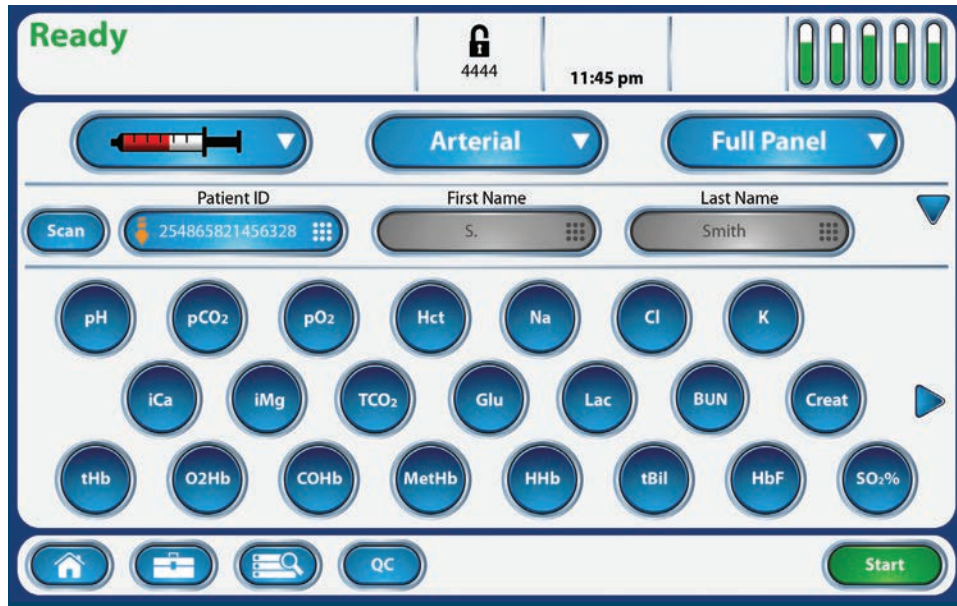 Ready
4444
11:45 pm
Arterial
Full Panel
Patient ID
First Name
Last Name
Scan
254865821456328
S.
Smith
pH
pCO₂
pO₂
Hct
Na
Cl
K
iCa
iMg
TCO₂
Glu
Lac
BUN
Creat
tHb
O2Hb
COHb
MetHb
HHb
tBil
HbF
SO₂%
QC
Start